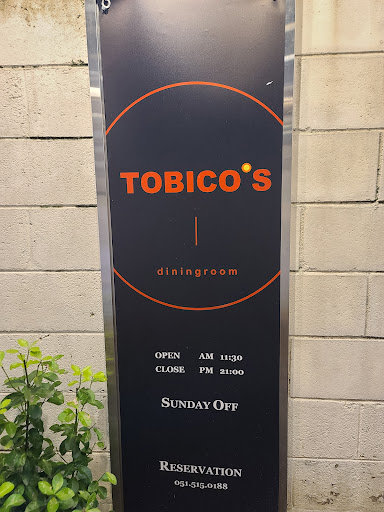 TOBICO'S
diningroom
OPEN AM 11:30
CLOSE PM 21:00
SUNDAY OFF
RESERVATION
051.515.0188